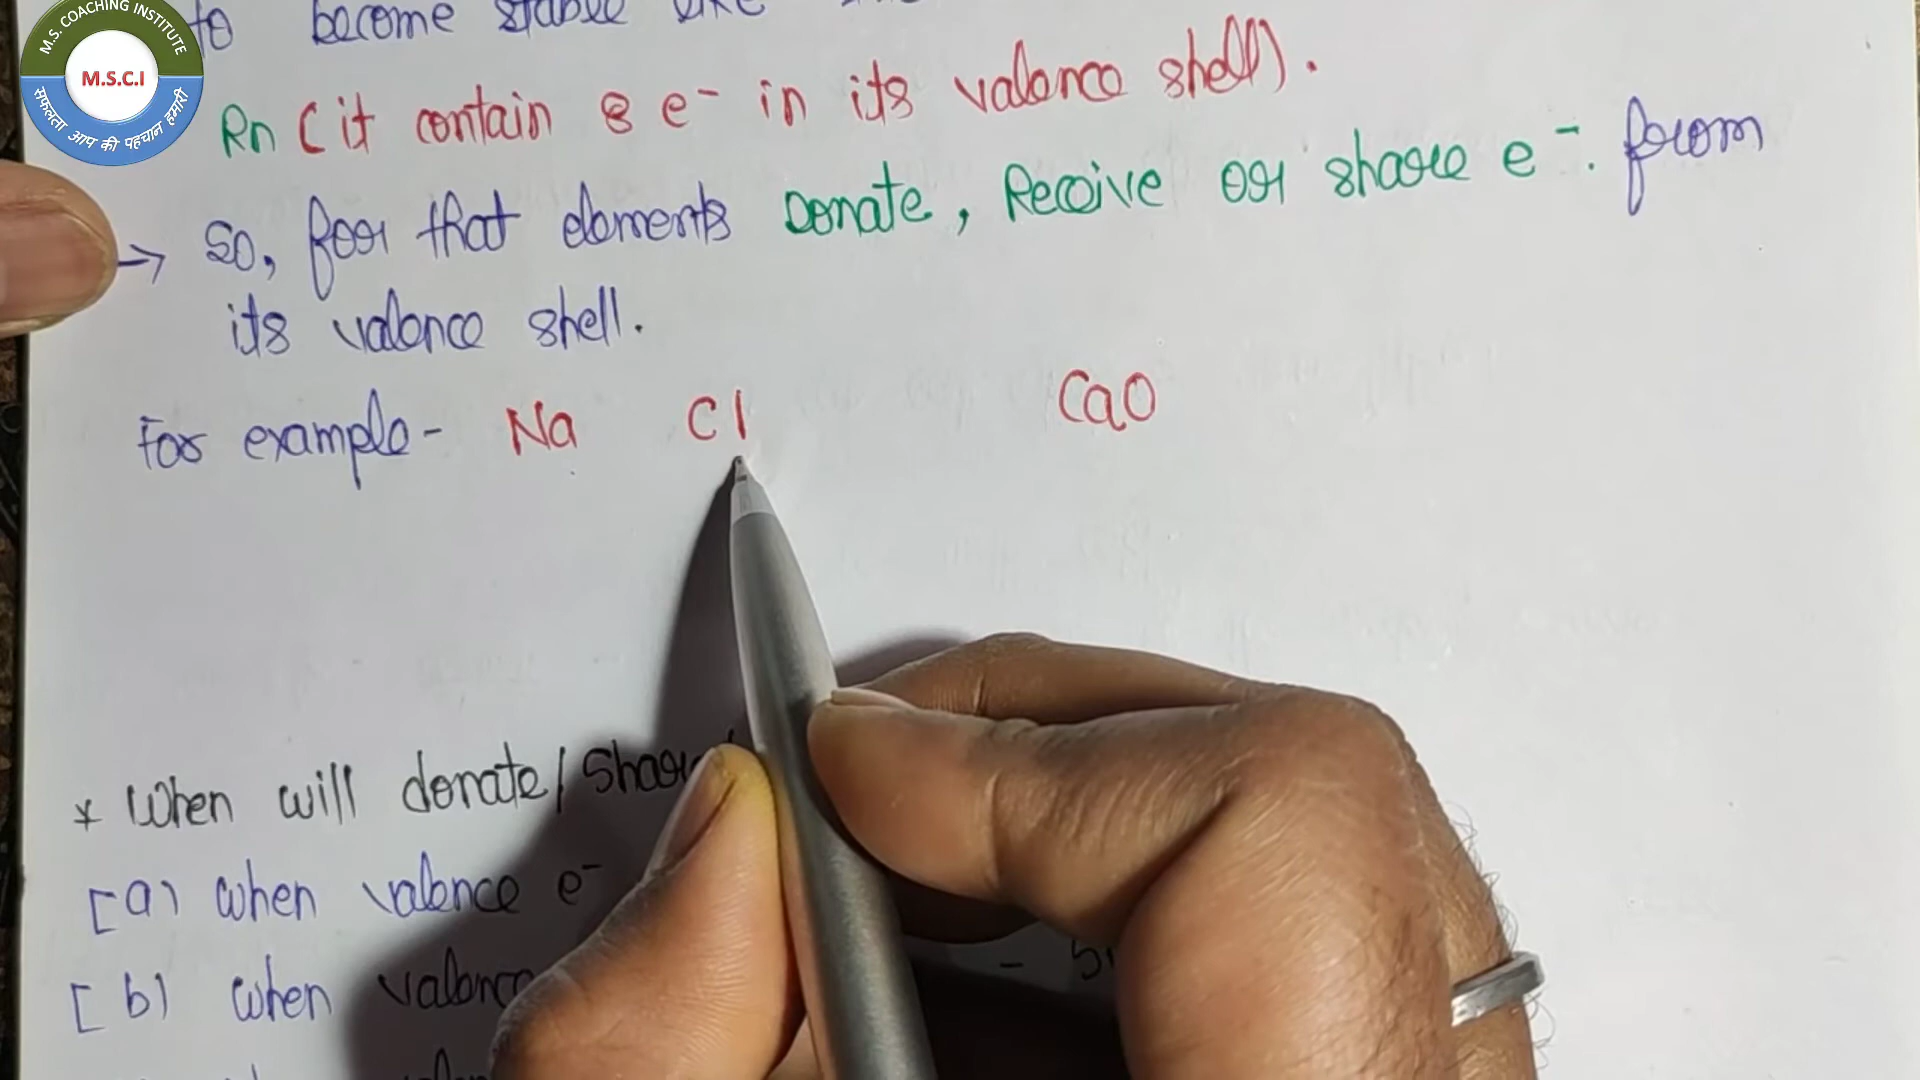 M.S. COACHING INSTITUTE
M.S.C.I
सफलता आप की पहचान हमारी
to become stable like
Rn (it contain 8 e⁻ in its valence shell).
→ So, for that elements Donate, Receive or share e⁻. from
its valence shell.
For example - Na Cl CaO
* When will donate/Share
[a) when valence e⁻
[b) when valence